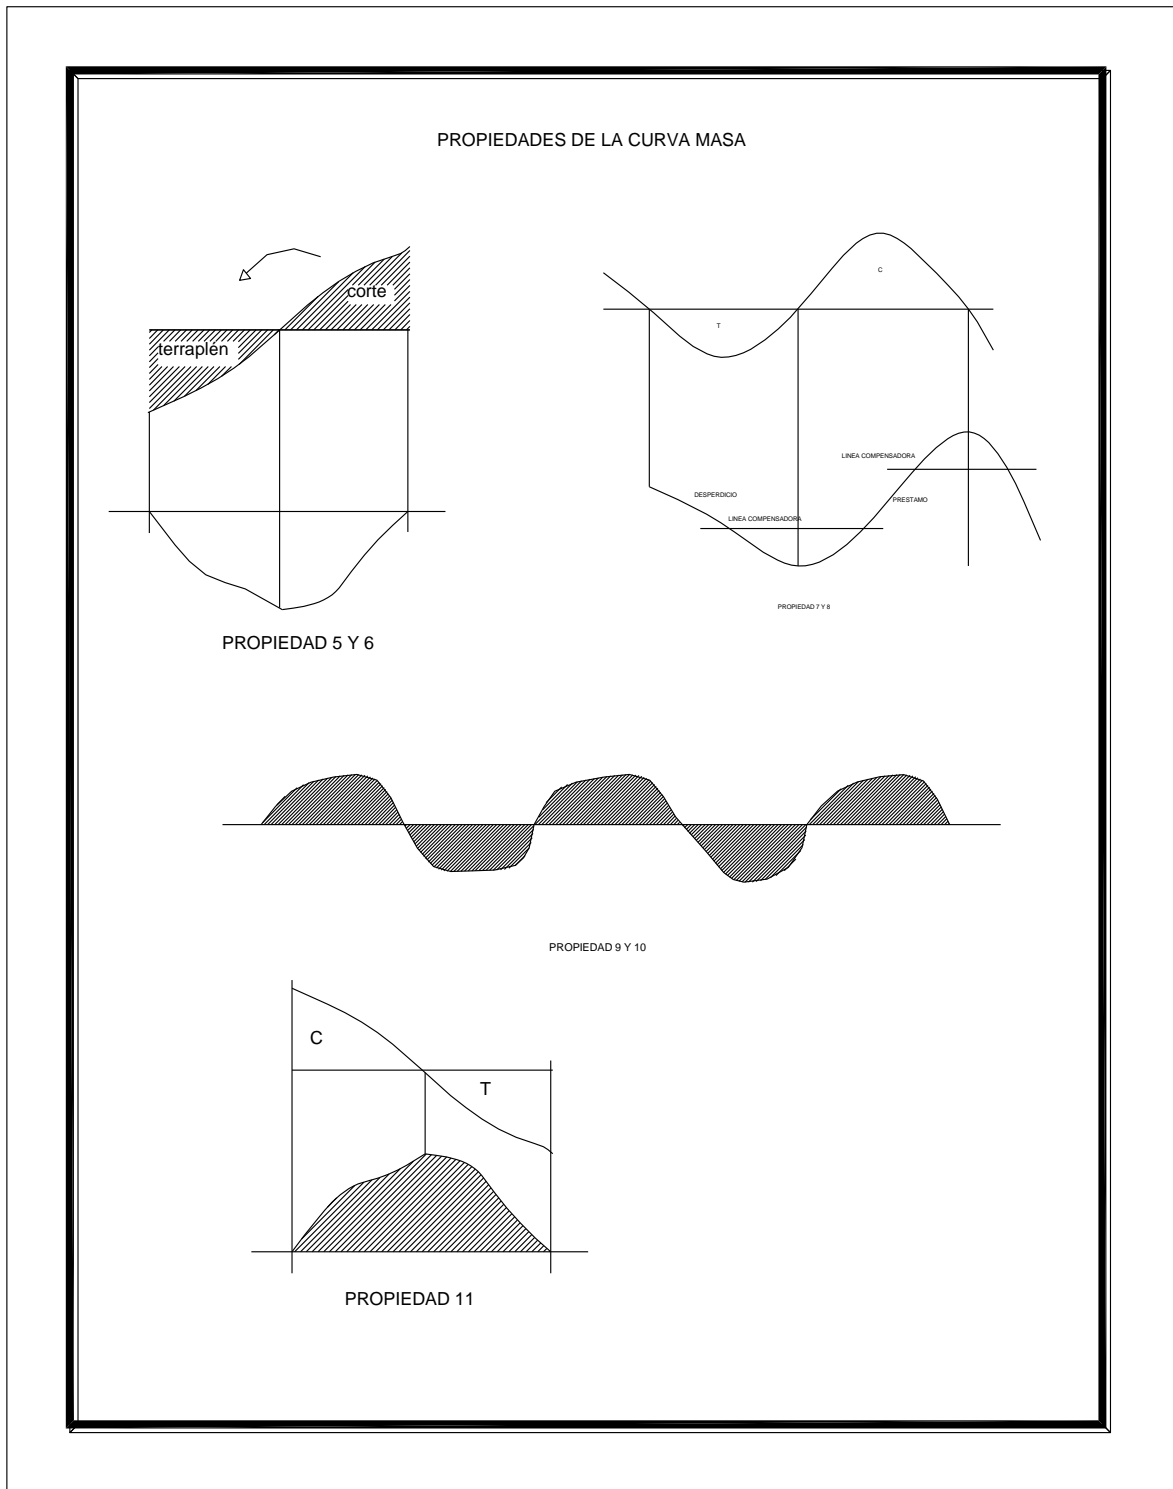 PROPIEDADES DE LA CURVA MASA
corte
terraplén
PROPIEDAD 5 Y 6
C
T
LINEA COMPENSADORA
DESPERDICIO
PRESTAMO
LINEA COMPENSADORA
PROPIEDAD 7 Y 8
PROPIEDAD 9 Y 10
C
T
PROPIEDAD 11